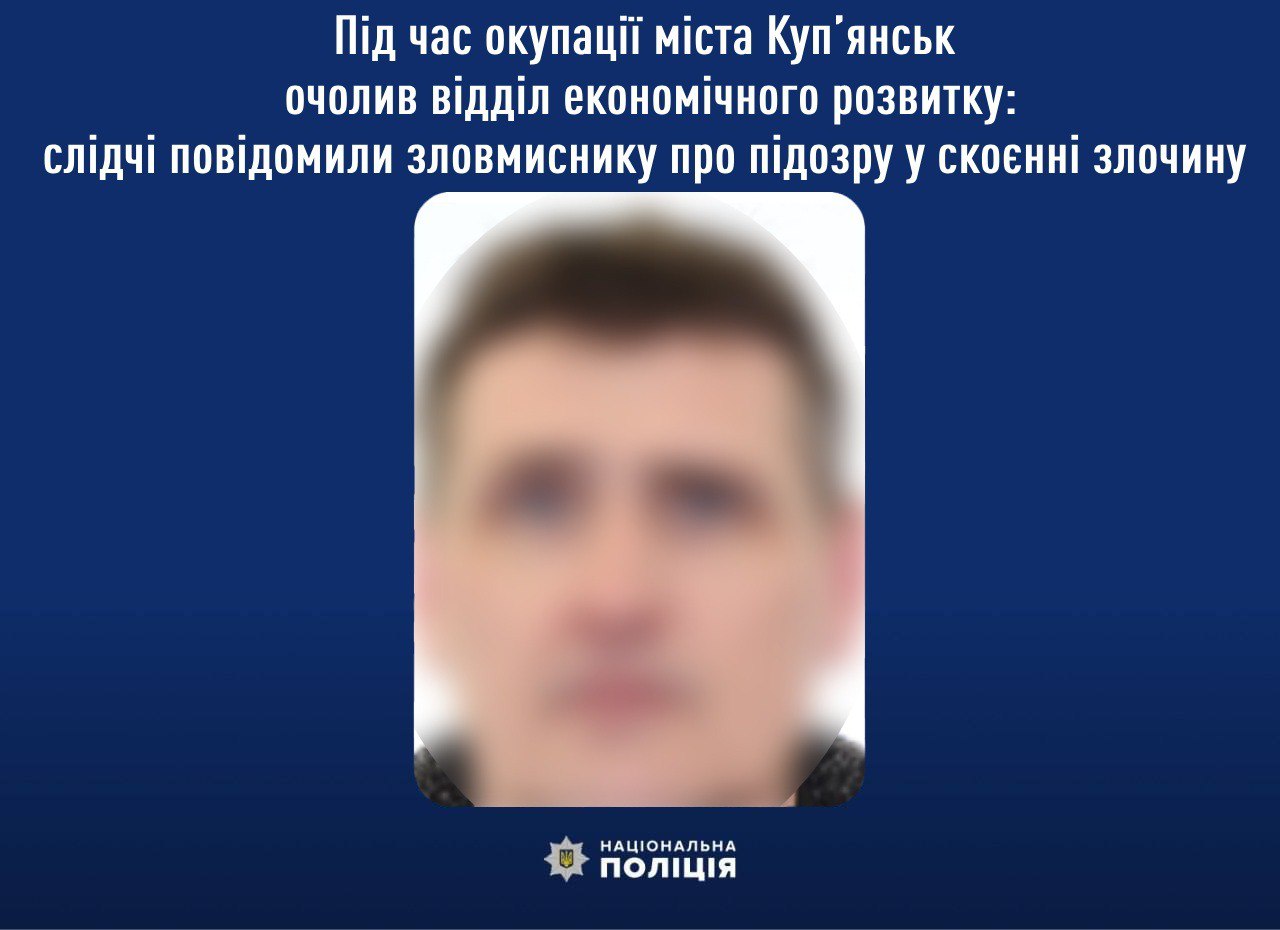 Під час окупації міста Куп’янськ
очолив відділ економічного розвитку:
слідчі повідомили зловмиснику про підозру у скоєнні злочину
НАЦІОНАЛЬНА
ПОЛІЦІЯ